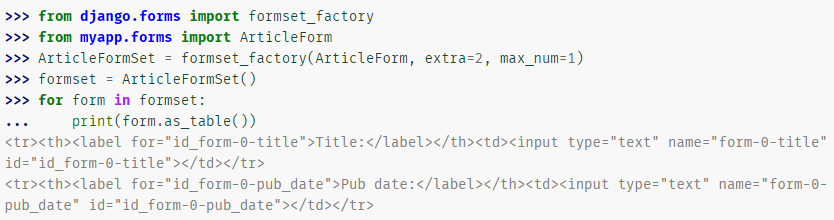 >>> from django.forms import formset_factory
>>> from myapp.forms import ArticleForm
>>> ArticleFormSet = formset_factory(ArticleForm, extra=2, max_num=1)
>>> formset = ArticleFormSet()
>>> for form in formset:
...     print(form.as_table())
<tr><th><label for="id_form-0-title">Title:</label></th><td><input type="text" name="form-0-title"
id="id_form-0-title"></td></tr>
<tr><th><label for="id_form-0-pub_date">Pub date:</label></th><td><input type="text" name="form-0-
pub_date" id="id_form-0-pub_date"></td></tr>